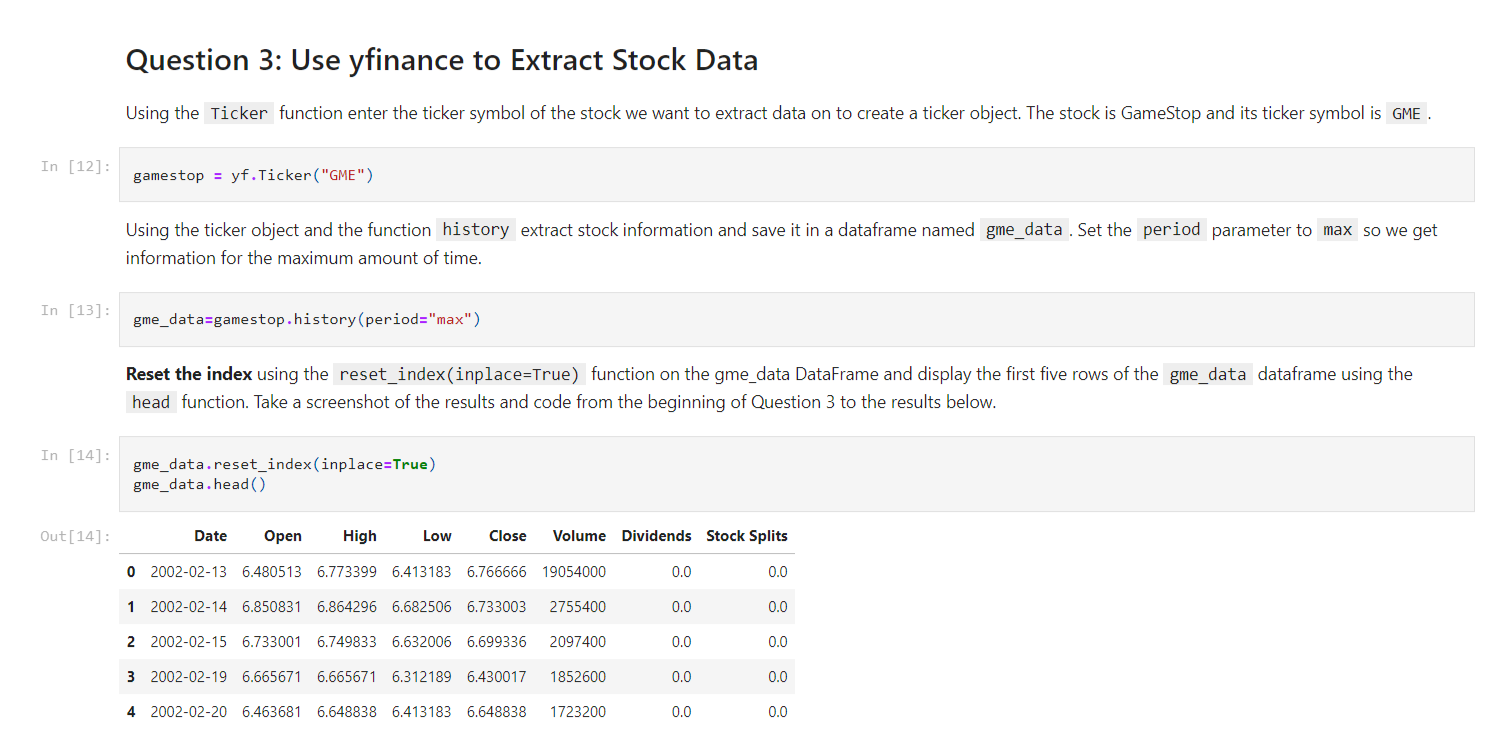 Question 3: Use yfinance to Extract Stock Data
Using the Ticker function enter the ticker symbol of the stock we want to extract data on to create a ticker object. The stock is GameStop and its ticker symbol is GME .
In [12]: gamestop = yf.Ticker("GME")
Using the ticker object and the function history extract stock information and save it in a dataframe named gme_data . Set the period parameter to max so we get
information for the maximum amount of time.
In [13]: gme_data=gamestop.history(period="max")
Reset the index using the reset_index(inplace=True) function on the gme_data DataFrame and display the first five rows of the gme_data dataframe using the
head function. Take a screenshot of the results and code from the beginning of Question 3 to the results below.
In [14]: gme_data.reset_index(inplace=True)
gme_data.head()
Out[14]: Date Open High Low Close Volume Dividends Stock Splits
0 2002-02-13 6.480513 6.773399 6.413183 6.766666 19054000 0.0 0.0
1 2002-02-14 6.850831 6.864296 6.682506 6.733003 2755400 0.0 0.0
2 2002-02-15 6.733001 6.749833 6.632006 6.699336 2097400 0.0 0.0
3 2002-02-19 6.665671 6.665671 6.312189 6.430017 1852600 0.0 0.0
4 2002-02-20 6.463681 6.648838 6.413183 6.648838 1723200 0.0 0.0